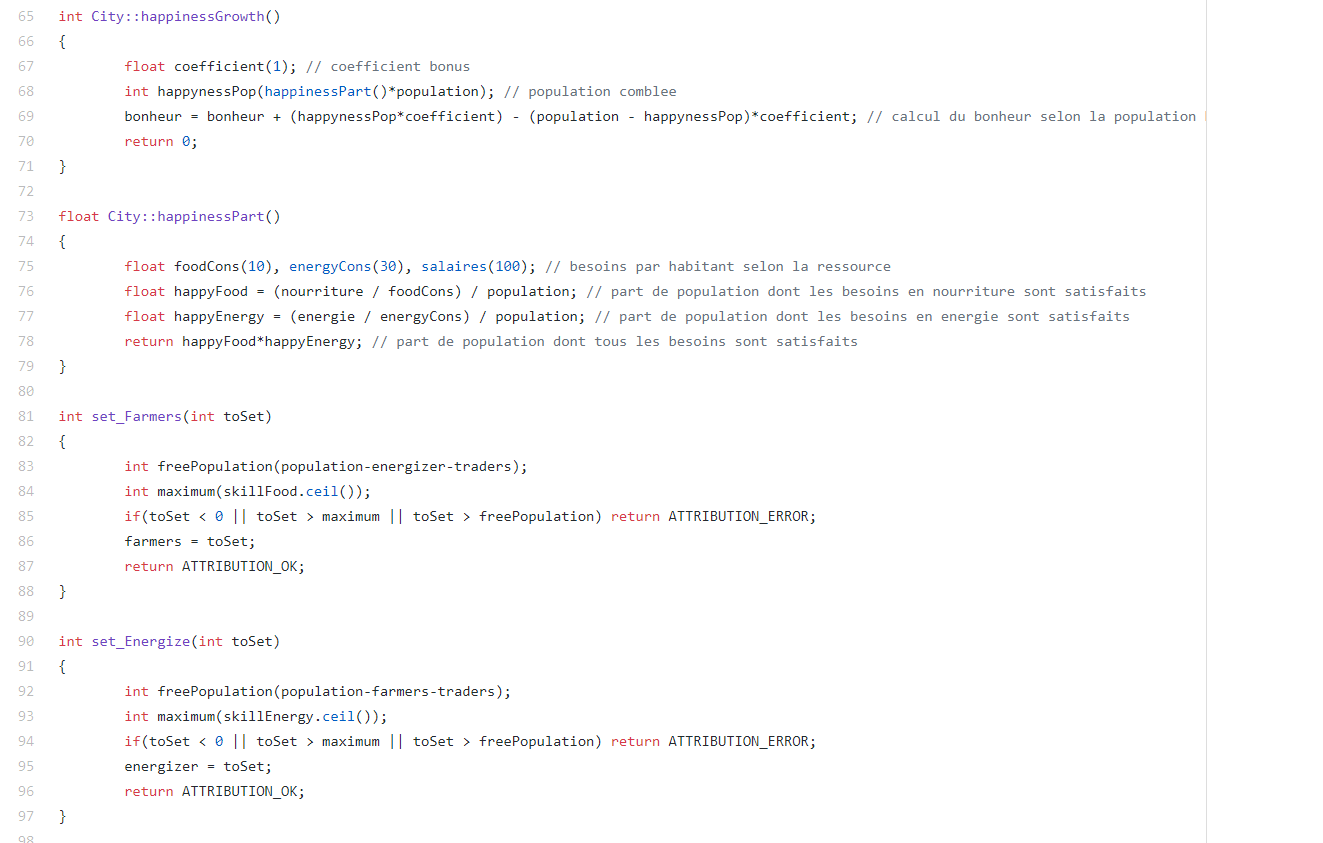 65 int City::happinessGrowth()
66 {
67 float coefficient(1); // coefficient bonus
68 int happynessPop(happinessPart()*population); // population comblee
69 bonheur = bonheur + (happynessPop*coefficient) - (population - happynessPop)*coefficient; // calcul du bonheur selon la population
70 return 0;
71 }
72
73 float City::happinessPart()
74 {
75 float foodCons(10), energyCons(30), salaires(100); // besoins par habitant selon la ressource
76 float happyFood = (nourriture / foodCons) / population; // part de population dont les besoins en nourriture sont satisfaits
77 float happyEnergy = (energie / energyCons) / population; // part de population dont les besoins en energie sont satisfaits
78 return happyFood*happyEnergy; // part de population dont tous les besoins sont satisfaits
79 }
80
81 int set_Farmers(int toSet)
82 {
83 int freePopulation(population-energizer-traders);
84 int maximum(skillFood.ceil());
85 if(toSet < 0 || toSet > maximum || toSet > freePopulation) return ATTRIBUTION_ERROR;
86 farmers = toSet;
87 return ATTRIBUTION_OK;
88 }
89
90 int set_Energize(int toSet)
91 {
92 int freePopulation(population-farmers-traders);
93 int maximum(skillEnergy.ceil());
94 if(toSet < 0 || toSet > maximum || toSet > freePopulation) return ATTRIBUTION_ERROR;
95 energizer = toSet;
96 return ATTRIBUTION_OK;
97 }
98